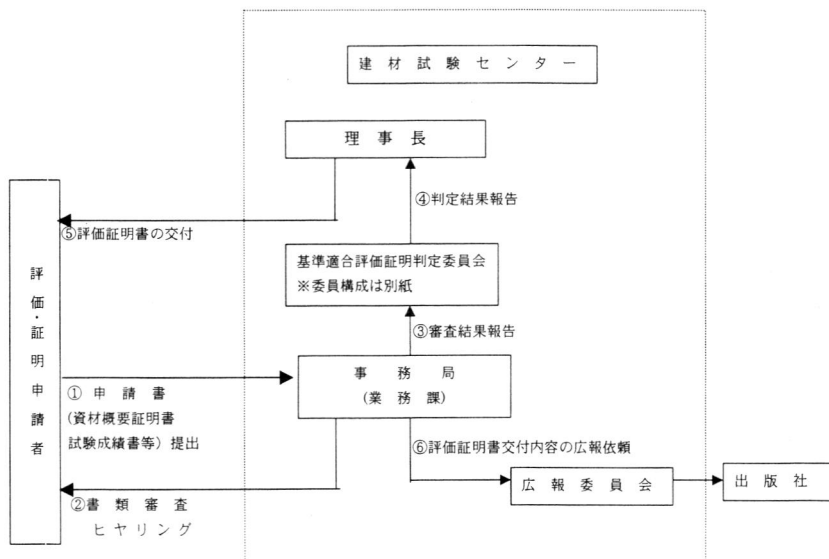 建材試験センター
理事長
④判定結果報告
⑤評価証明書の交付
基準適合評価証明判定委員会
※委員構成は別紙
評価・証明申請者
③審査結果報告
事務局
(業務課)
①申請書
(資材概要証明書
試験成績書等)提出
⑥評価証明書交付内容の広報依頼
広報委員会
出版社
②書類審査
ヒヤリング